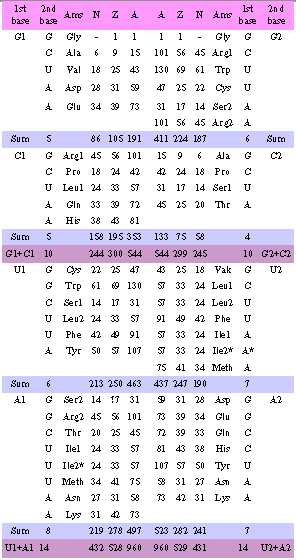 1st base 2nd base Ams N Z A A Z N Ams 1st base 2nd base
G1 G Gly - 1 1 1 1 - Gly G G2
C Ala 6 9 15 101 56 45 Arg1 C
U Val 18 25 43 130 69 61 Trp U
A Asp 28 31 59 47 25 22 Cys U
A Glu 34 39 73 31 17 14 Ser2 A
101 56 45 Arg2 A
Sum 5 86 105 191 411 224 187 6 Sum
C1 G Arg1 45 56 101 15 9 6 Ala G C2
C Pro 18 24 42 42 24 18 Pro C
U Leu1 24 33 57 31 17 14 Ser1 U
A Gln 33 39 72 45 25 20 Thr A
A His 38 43 81
Sum 5 158 195 353 133 75 58 4
G1+C1 10 244 300 544 544 299 245 10 G2+C2
U1 G Cys 22 25 47 43 25 18 Vak G U2
G Trp 61 69 130 57 33 24 Leu1 C
C Ser1 14 17 31 57 33 24 Leu2 U
U Leu2 24 33 57 91 49 42 Phe U
U Phe 42 49 91 57 33 24 Ile1 A
A Tyr 50 57 107 57 33 24 Ile2* A*
75 41 34 Meth A
Sum 6 213 250 463 437 247 190 7
A1 G Ser2 14 17 31 59 31 28 Asp G A2
G Arg2 45 56 101 73 39 34 Glu G
C Thr 20 25 45 72 39 33 Gln C
U Ile1 24 33 57 81 43 38 His C
U Ile2* 24 33 57 107 57 50 Tyr U
U Meth 34 41 75 58 31 27 Asn A
A Asn 27 31 58 73 42 31 Lys A
A Lys 31 42 73
Sum 8 219 278 497 523 282 241 7
U1+A1 14 432 528 960 960 529 431 14 U2+A2